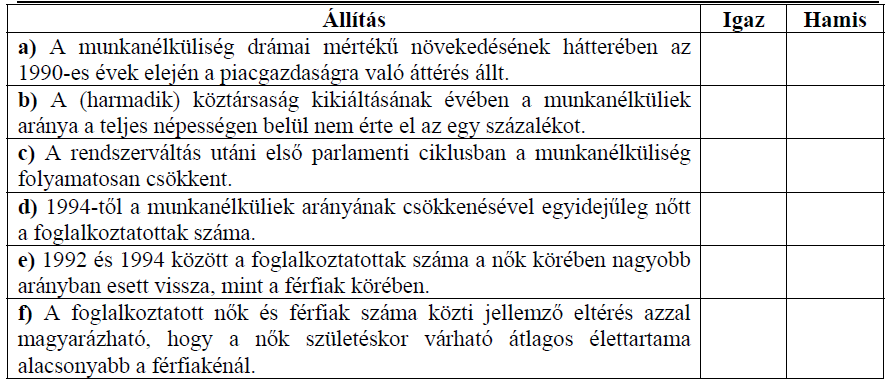 Állítás Igaz Hamis
a) A munkanélküliség drámai mértékű növekedésének hátterében az
1990-es évek elején a piacgazdaságra való áttérés állt.
b) A (harmadik) köztársaság kikiáltásának évében a munkanélküliek
aránya a teljes népességen belül nem érte el az egy százalékot.
c) A rendszerváltás utáni első parlamenti ciklusban a munkanélküliség
folyamatosan csökkent.
d) 1994-től a munkanélküliek arányának csökkenésével egyidejűleg nőtt
a foglalkoztatottak száma.
e) 1992 és 1994 között a foglalkoztatottak száma a nők körében nagyobb
arányban esett vissza, mint a férfiak körében.
f) A foglalkoztatott nők és férfiak száma közti jellemző eltérés azzal
magyarázható, hogy a nők születéskor várható átlagos élettartama
alacsonyabb a férfiakénál.